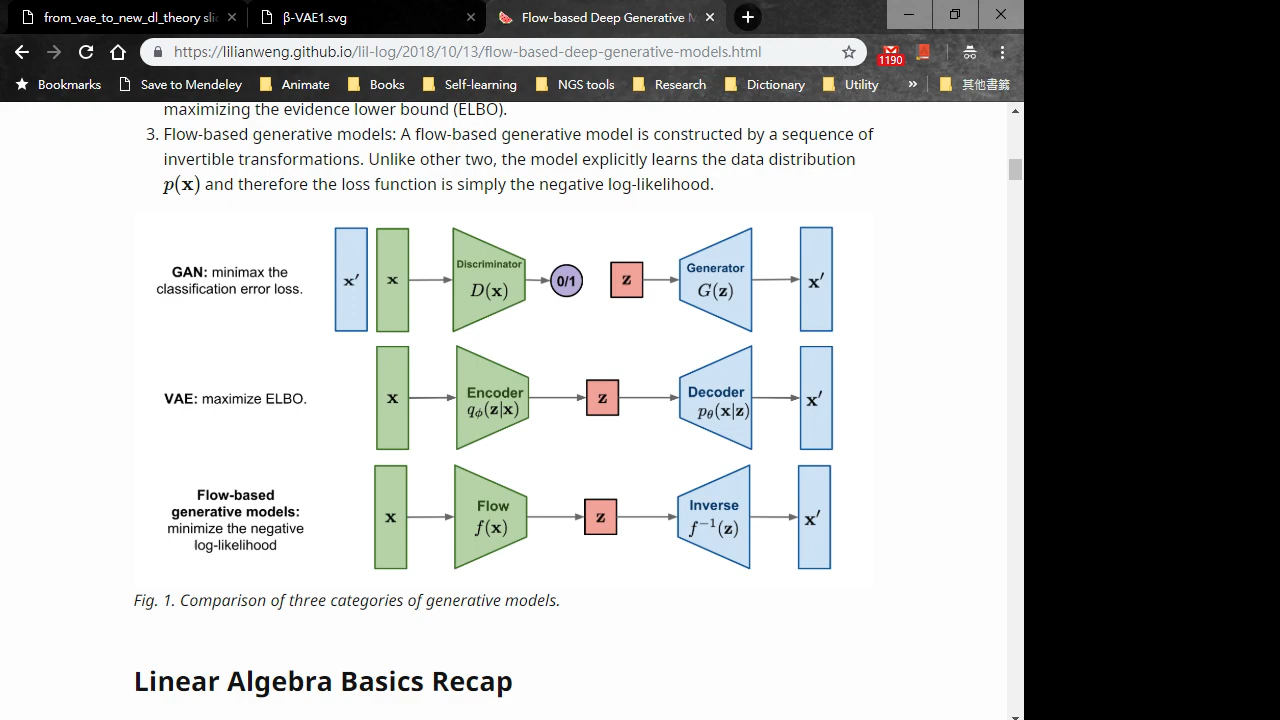 from_vae_to_new_dl_theory slid
β-VAE1.svg
Flow-based Deep Generative M
https://lilianweng.github.io/lil-log/2018/10/13/flow-based-deep-generative-models.html
1190
Bookmarks Save to Mendeley Animate Books Self-learning NGS tools Research Dictionary Utility » 其他書籤
maximizing the evidence lower bound (ELBO).
3. Flow-based generative models: A flow-based generative model is constructed by a sequence of
invertible transformations. Unlike other two, the model explicitly learns the data distribution
p(x) and therefore the loss function is simply the negative log-likelihood.
GAN: minimax the
classification error loss.
x′
x
Discriminator
D(x)
0/1
z
Generator
G(z)
x′
VAE: maximize ELBO.
x
Encoder
qϕ(z|x)
z
Decoder
pθ(x|z)
x′
Flow-based
generative models:
minimize the negative
log-likelihood
x
Flow
f(x)
z
Inverse
f⁻¹(z)
x′
Fig. 1. Comparison of three categories of generative models.
Linear Algebra Basics Recap